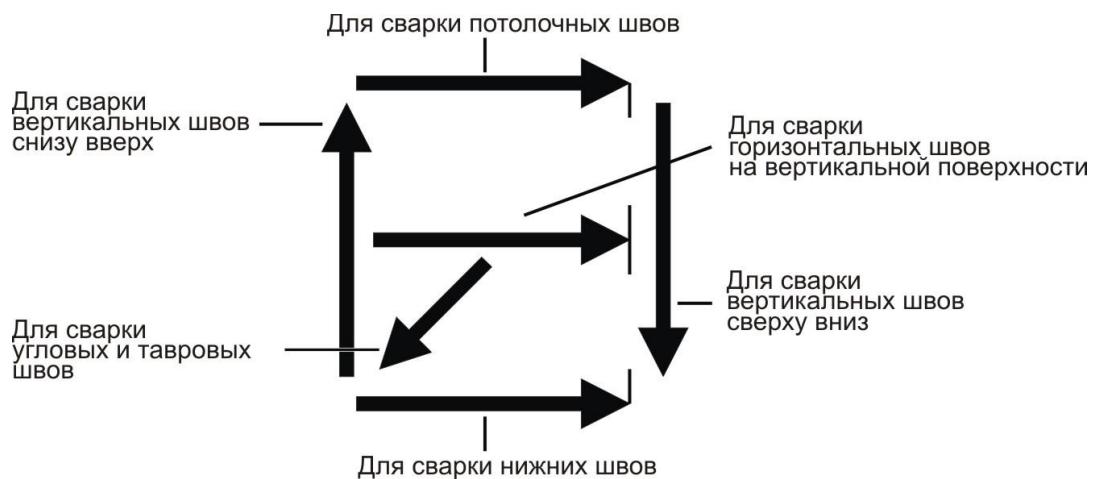 Для сварки потолочных швов
Для сварки
вертикальных швов
снизу вверх
Для сварки
горизонтальных швов
на вертикальной поверхности
Для сварки
вертикальных швов
сверху вниз
Для сварки
угловых и тавровых
швов
Для сварки нижних швов